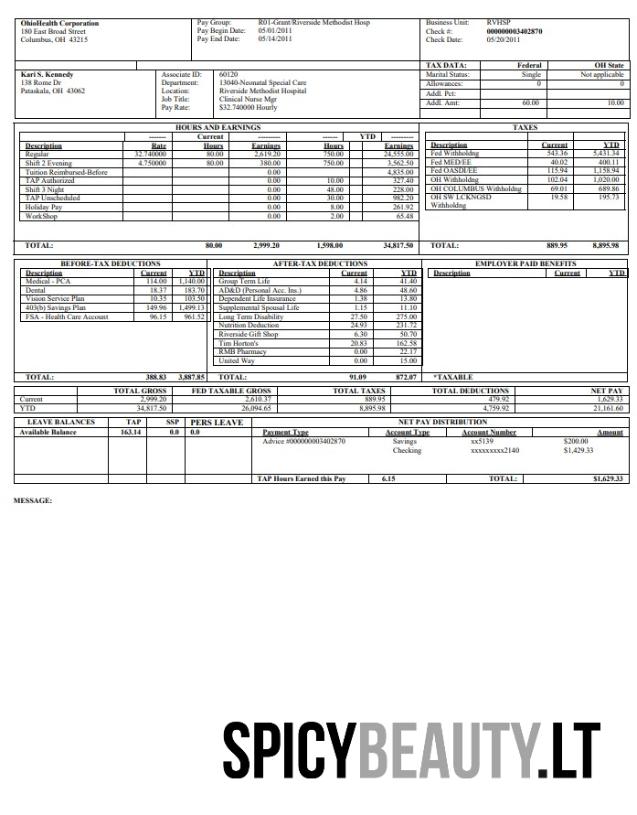 OhioHealth Corporation
180 East Broad Street
Columbus, OH 43215
Pay Group: R01-Grant/Riverside Methodist Hosp
Pay Begin Date: 05/01/2011
Pay End Date: 05/14/2011
Business Unit: RVHSP
Check #: 000000003402870
Check Date: 05/20/2011
Kari S. Kennedy
138 Rome Dr
Pataskala, OH 43062
Associate ID: 60120
Department: 13040-Neonatal Special Care
Location: Riverside Methodist Hospital
Job Title: Clinical Nurse Mgr
Pay Rate: $32.740000 Hourly
TAX DATA: Federal OH State
Marital Status: Single Not applicable
Allowances: 0 0
Addl. Pct:
Addl. Amt: 60.00 10.00
HOURS AND EARNINGS
------- Current ------- ------ YTD ---------
Description Rate Hours Earnings Hours Earnings
Regular 32.740000 80.00 2,619.20 750.00 24,555.00
Shift 2 Evening 4.750000 80.00 380.00 750.00 3,562.50
Tuition Reimbursed-Before 0.00 4,835.00
TAP Authorized 0.00 10.00 327.40
Shift 3 Night 0.00 48.00 228.00
TAP Unscheduled 0.00 30.00 982.20
Holiday Pay 0.00 8.00 261.92
WorkShop 0.00 2.00 65.48
TOTAL: 80.00 2,999.20 1,598.00 34,817.50
TAXES
Description Current YTD
Fed Withholdng 543.36 5,431.34
Fed MED/EE 40.02 400.11
Fed OASDI/EE 115.94 1,158.94
OH Withholdng 102.04 1,020.00
OH COLUMBUS Withholdng 69.01 689.86
OH SW LCKNGSD 19.58 195.73
Withholdng
TOTAL: 889.95 8,895.98
BEFORE-TAX DEDUCTIONS
Description Current YTD
Medical - PCA 114.00 1,140.00
Dental 18.37 183.70
Vision Service Plan 10.35 103.50
403(b) Savings Plan 149.96 1,499.13
FSA - Health Care Account 96.15 961.52
TOTAL: 388.83 3,887.85
AFTER-TAX DEDUCTIONS
Description Current YTD
Group Term Life 4.14 41.40
AD&D (Personal Acc. Ins.) 4.86 48.60
Dependent Life Insurance 1.38 13.80
Supplemental Spousal Life 1.15 11.10
Long Term Disability 27.50 275.00
Nutrition Deduction 24.93 231.72
Riverside Gift Shop 6.30 50.70
Tim Horton's 20.83 162.58
RMB Pharmacy 0.00 22.17
United Way 0.00 15.00
TOTAL: 91.09 872.07
EMPLOYER PAID BENEFITS
Description Current YTD
*TAXABLE
TOTAL GROSS FED TAXABLE GROSS TOTAL TAXES TOTAL DEDUCTIONS NET PAY
Current 2,999.20 2,610.37 889.95 479.92 1,629.33
YTD 34,817.50 26,094.65 8,895.98 4,759.92 21,161.60
LEAVE BALANCES TAP SSP PERS LEAVE
Available Balance 163.14 0.0 0.0
NET PAY DISTRIBUTION
Payment Type Account Type Account Number Amount
Advice #000000003402870 Savings xx5139 $200.00
Checking xxxxxxxxx2140 $1,429.33
TAP Hours Earned this Pay 6.15 TOTAL: $1,629.33
MESSAGE:
SPICYBEAUTY.LT